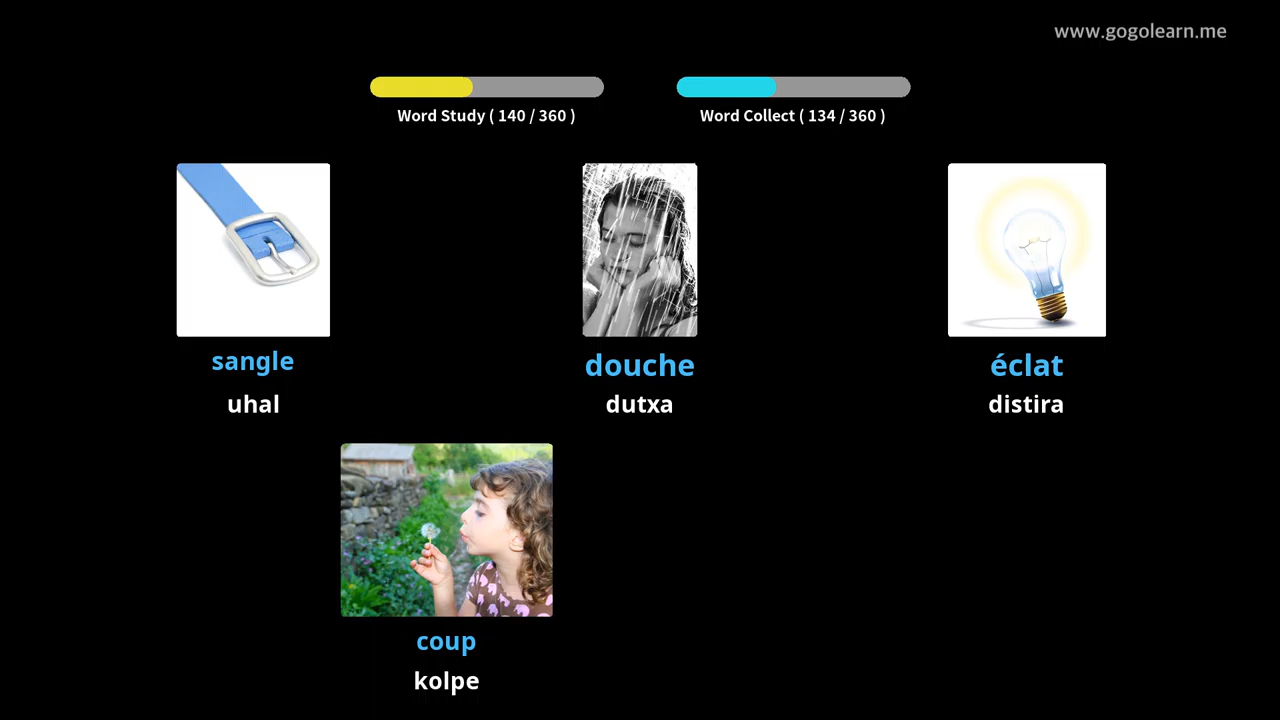 www.gogolearn.me
Word Study ( 140 / 360 )
Word Collect ( 134 / 360 )
sangle
uhal
douche
dutxa
éclat
distira
coup
kolpe